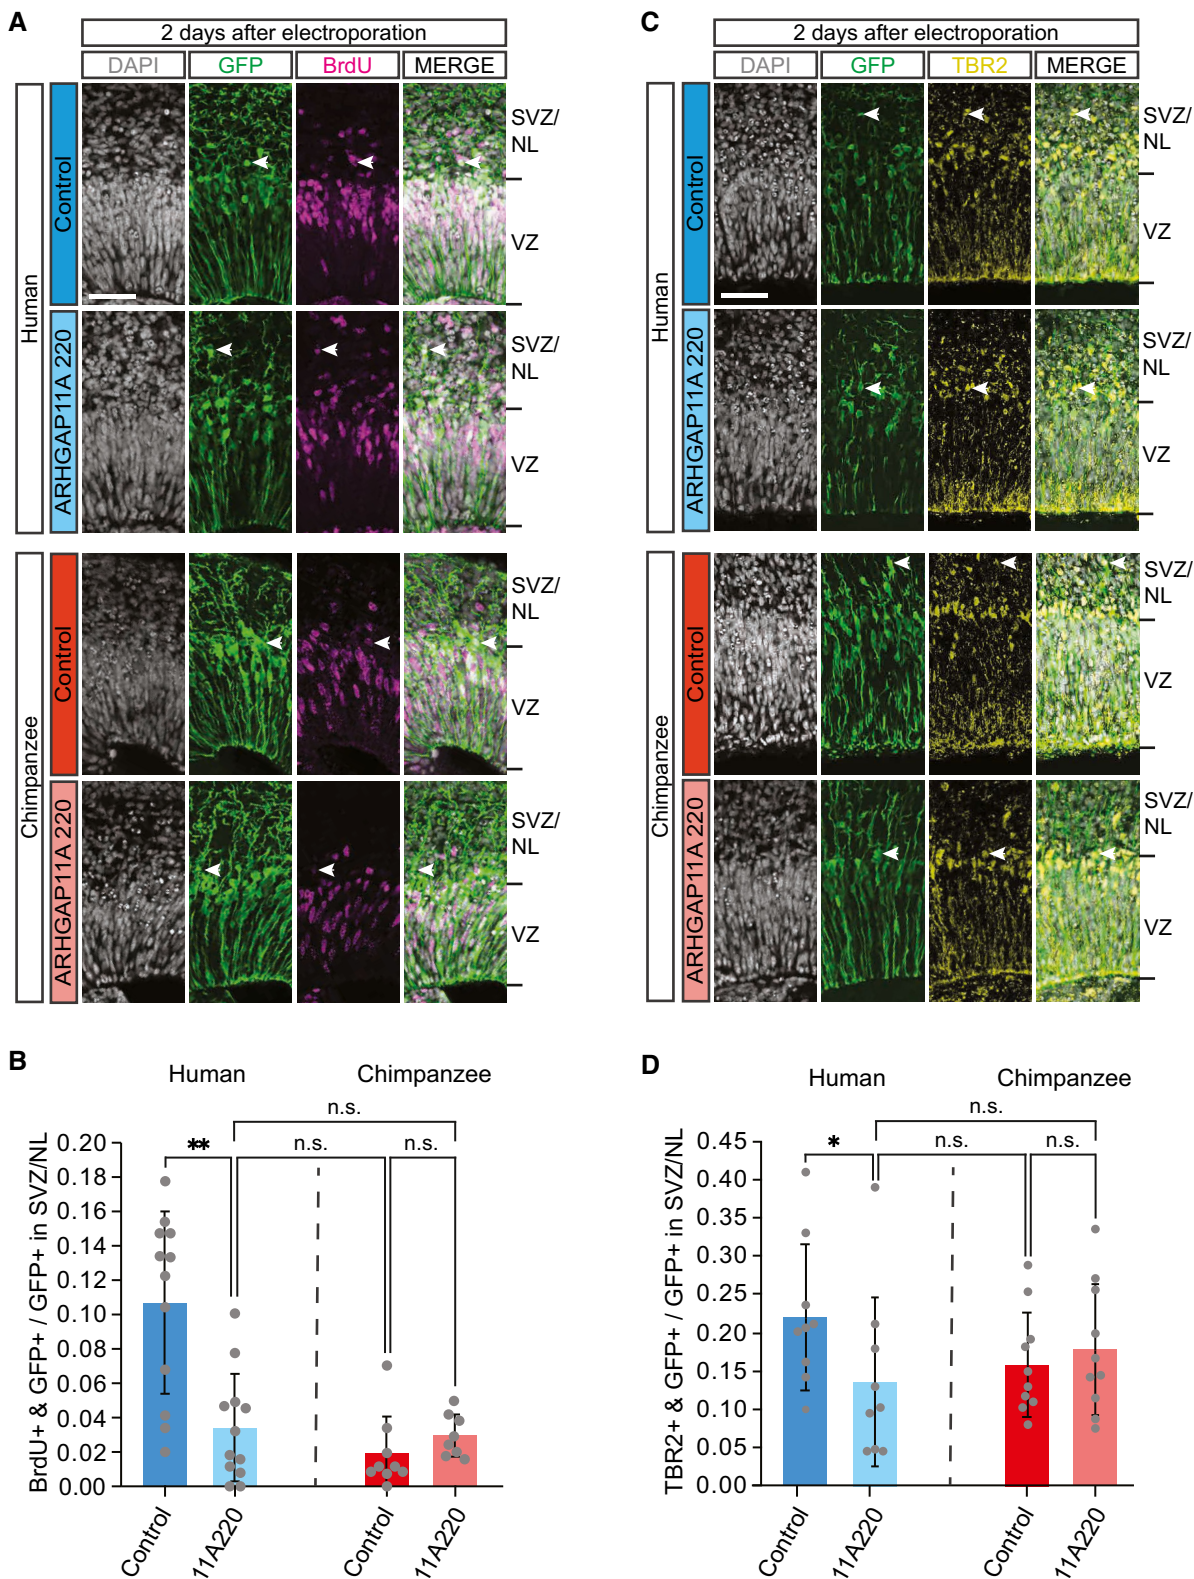 A
2 days after electroporation
DAPI GFP BrdU MERGE
Human
Control
SVZ/
NL
VZ
ARHGAP11A 220
SVZ/
NL
VZ
Chimpanzee
Control
SVZ/
NL
VZ
ARHGAP11A 220
SVZ/
NL
VZ
C
2 days after electroporation
DAPI GFP TBR2 MERGE
Human
Control
SVZ/
NL
VZ
ARHGAP11A 220
SVZ/
NL
VZ
Chimpanzee
Control
SVZ/
NL
VZ
ARHGAP11A 220
SVZ/
NL
VZ
B
Human Chimpanzee
n.s.
** n.s. n.s.
BrdU+ & GFP+ / GFP+ in SVZ/NL
0.20
0.18
0.16
0.14
0.12
0.10
0.08
0.06
0.04
0.02
0.00
Control 11A220 Control 11A220
D
Human Chimpanzee
n.s.
* n.s. n.s.
TBR2+ & GFP+ / GFP+ in SVZ/NL
0.45
0.40
0.35
0.30
0.25
0.20
0.15
0.10
0.05
0.00
Control 11A220 Control 11A220